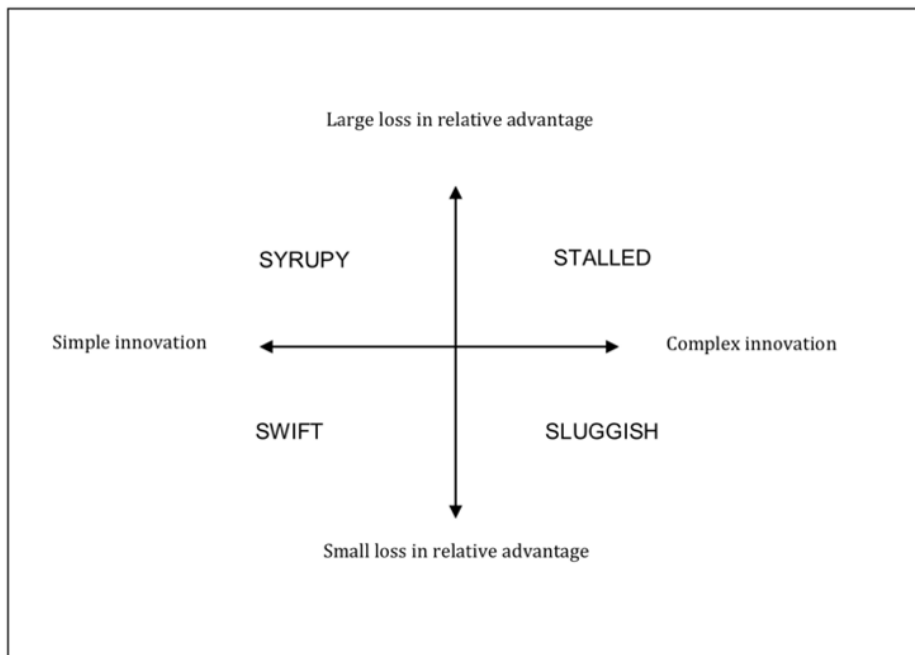 Large loss in relative advantage
SYRUPY
STALLED
Simple innovation
Complex innovation
SWIFT
SLUGGISH
Small loss in relative advantage